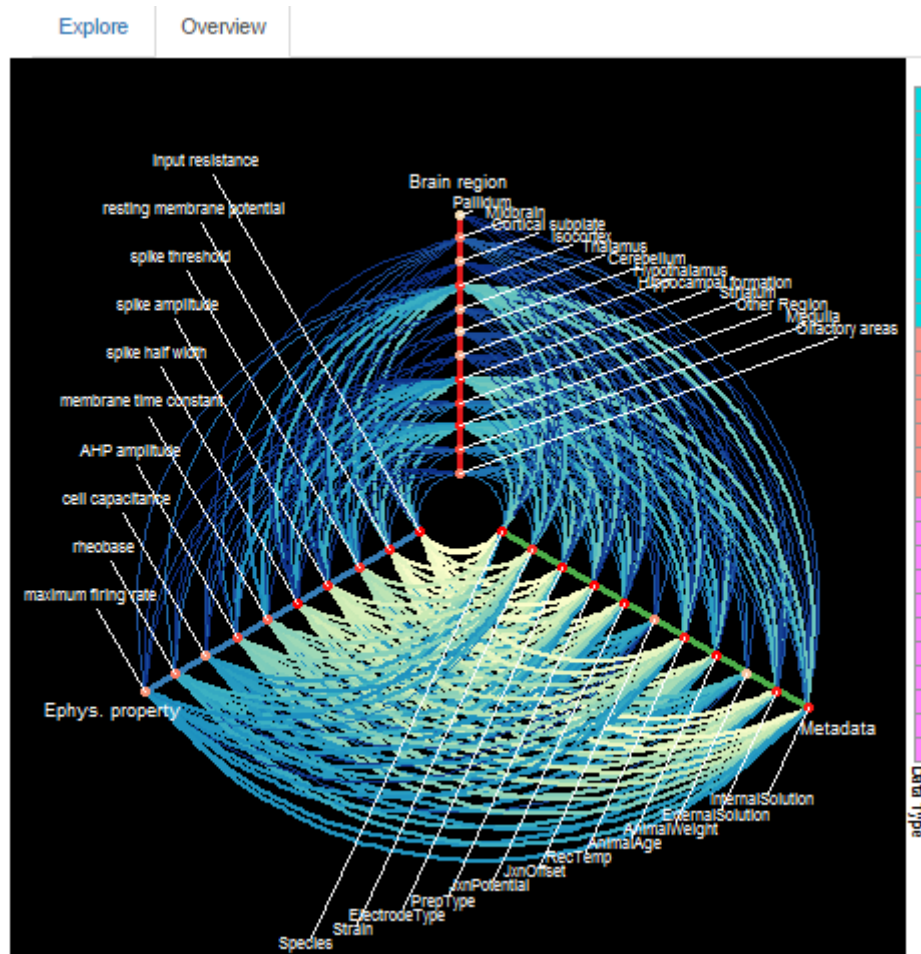 Explore
Overview
Input resistance
Brain region
Pallidum
resting membrane potential
Midbrain
Cortical subplate
Isocortex
Thalamus
spike threshold
Cerebellum
Hypothalamus
Hippocampal formation
Striatum
spike amplitude
Other Region
Medulla
Olfactory areas
spike half width
membrane time constant
AHP amplitude
cell capacitance
rheobase
maximum firing rate
Ephys. property
Metadata
InternalSolution
ExternalSolution
AnimalWeight
AnimalAge
RecTemp
JxnOffset
JxnPotential
PrepType
ElectrodeType
Strain
Species
Data Type